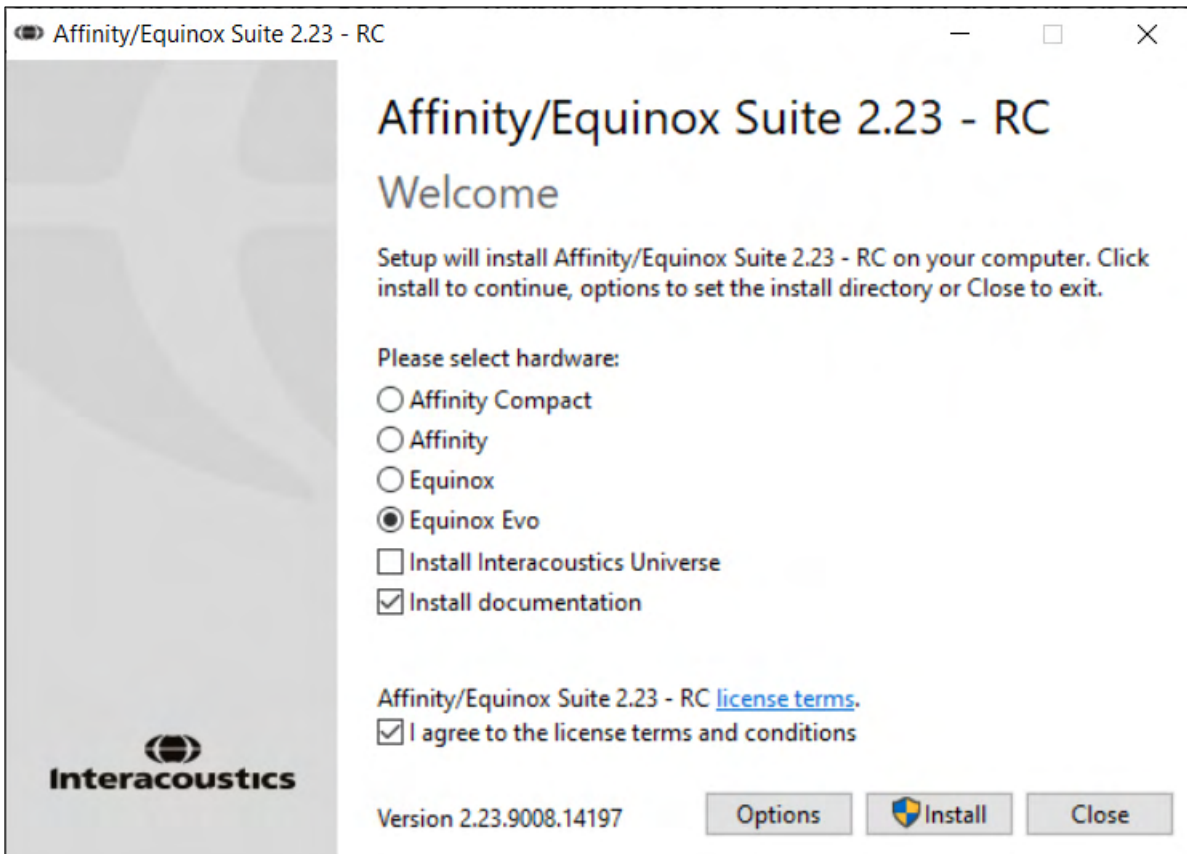 Affinity/Equinox Suite 2.23 - RC
Affinity/Equinox Suite 2.23 - RC
Welcome
Setup will install Affinity/Equinox Suite 2.23 - RC on your computer. Click
install to continue, options to set the install directory or Close to exit.
Please select hardware:
Affinity Compact
Affinity
Equinox
Equinox Evo
Install Interacoustics Universe
Install documentation
Affinity/Equinox Suite 2.23 - RC license terms.
I agree to the license terms and conditions
Interacoustics
Version 2.23.9008.14197
Options
Install
Close